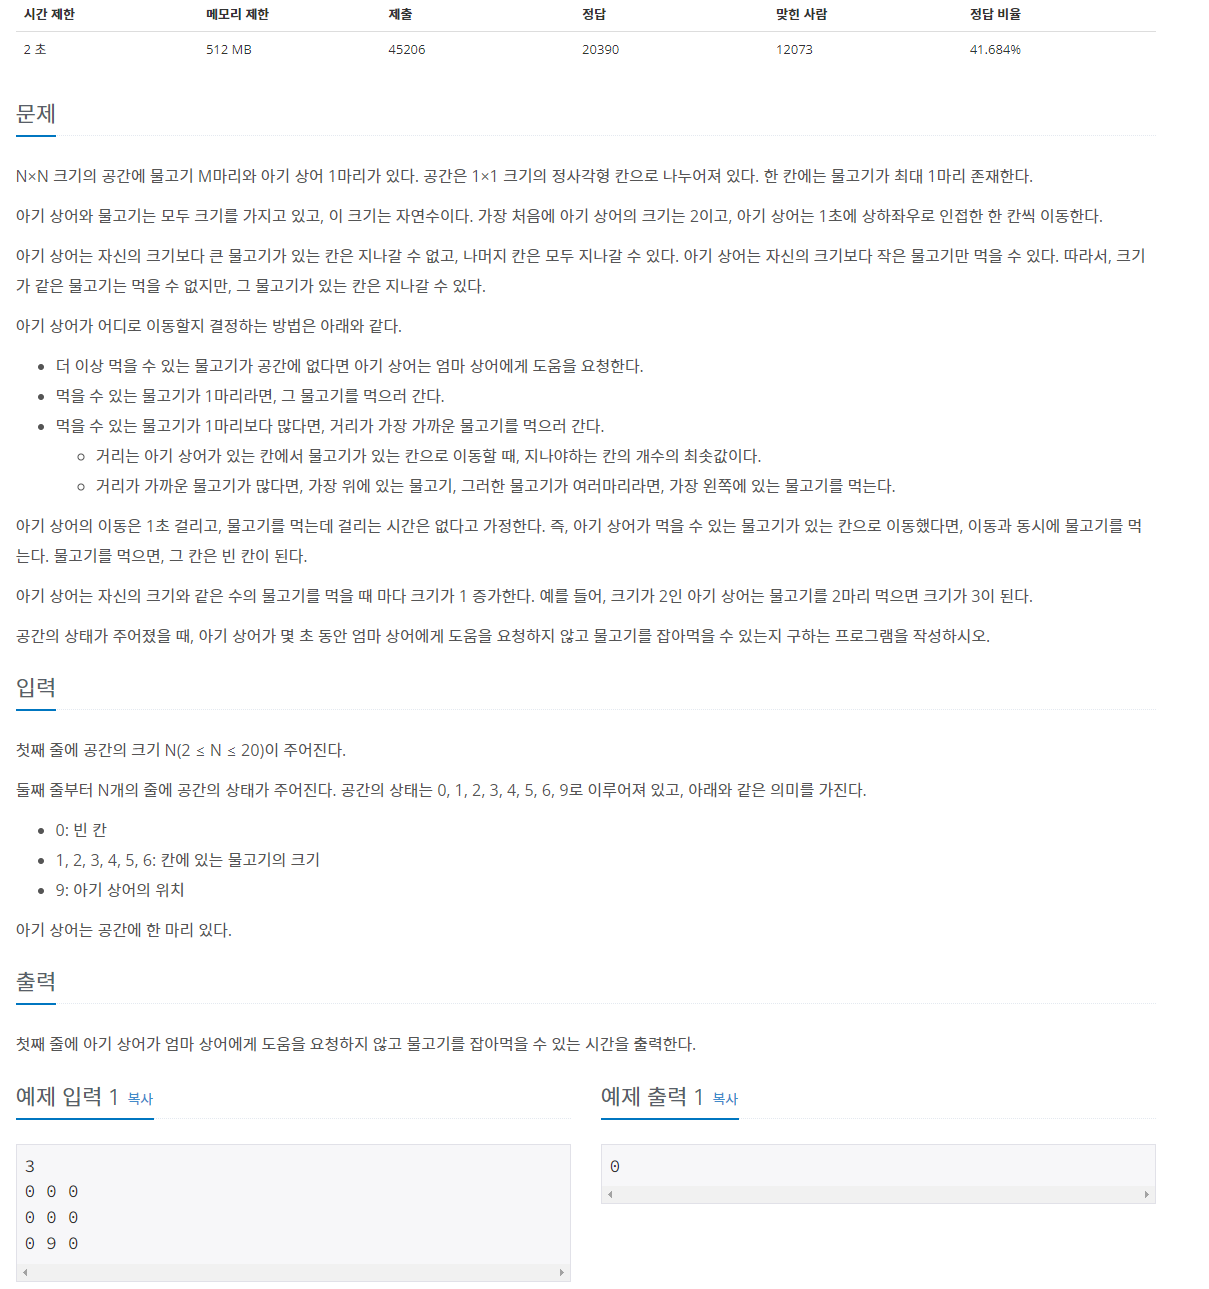 시간 제한 메모리 제한 제출 정답 맞힌 사람 정답 비율
2 초 512 MB 45206 20390 12073 41.684%
문제
N×N 크기의 공간에 물고기 M마리와 아기 상어 1마리가 있다. 공간은 1×1 크기의 정사각형 칸으로 나누어져 있다. 한 칸에는 물고기가 최대 1마리 존재한다.
아기 상어와 물고기는 모두 크기를 가지고 있고, 이 크기는 자연수이다. 가장 처음에 아기 상어의 크기는 2이고, 아기 상어는 1초에 상하좌우로 인접한 한 칸씩 이동한다.
아기 상어는 자신의 크기보다 큰 물고기가 있는 칸은 지나갈 수 없고, 나머지 칸은 모두 지나갈 수 있다. 아기 상어는 자신의 크기보다 작은 물고기만 먹을 수 있다. 따라서, 크기
가 같은 물고기는 먹을 수 없지만, 그 물고기가 있는 칸은 지나갈 수 있다.
아기 상어가 어디로 이동할지 결정하는 방법은 아래와 같다.
• 더 이상 먹을 수 있는 물고기가 공간에 없다면 아기 상어는 엄마 상어에게 도움을 요청한다.
• 먹을 수 있는 물고기가 1마리라면, 그 물고기를 먹으러 간다.
• 먹을 수 있는 물고기가 1마리보다 많다면, 거리가 가장 가까운 물고기를 먹으러 간다.
◦ 거리는 아기 상어가 있는 칸에서 물고기가 있는 칸으로 이동할 때, 지나야하는 칸의 개수의 최솟값이다.
◦ 거리가 가까운 물고기가 많다면, 가장 위에 있는 물고기, 그러한 물고기가 여러마리라면, 가장 왼쪽에 있는 물고기를 먹는다.
아기 상어의 이동은 1초 걸리고, 물고기를 먹는데 걸리는 시간은 없다고 가정한다. 즉, 아기 상어가 먹을 수 있는 물고기가 있는 칸으로 이동했다면, 이동과 동시에 물고기를 먹
는다. 물고기를 먹으면, 그 칸은 빈 칸이 된다.
아기 상어는 자신의 크기와 같은 수의 물고기를 먹을 때 마다 크기가 1 증가한다. 예를 들어, 크기가 2인 아기 상어는 물고기를 2마리 먹으면 크기가 3이 된다.
공간의 상태가 주어졌을 때, 아기 상어가 몇 초 동안 엄마 상어에게 도움을 요청하지 않고 물고기를 잡아먹을 수 있는지 구하는 프로그램을 작성하시오.
입력
첫째 줄에 공간의 크기 N(2 ≤ N ≤ 20)이 주어진다.
둘째 줄부터 N개의 줄에 공간의 상태가 주어진다. 공간의 상태는 0, 1, 2, 3, 4, 5, 6, 9로 이루어져 있고, 아래와 같은 의미를 가진다.
• 0: 빈 칸
• 1, 2, 3, 4, 5, 6: 칸에 있는 물고기의 크기
• 9: 아기 상어의 위치
아기 상어는 공간에 한 마리 있다.
출력
첫째 줄에 아기 상어가 엄마 상어에게 도움을 요청하지 않고 물고기를 잡아먹을 수 있는 시간을 출력한다.
예제 입력 1 복사
3
0 0 0
0 0 0
0 9 0
예제 출력 1 복사
0